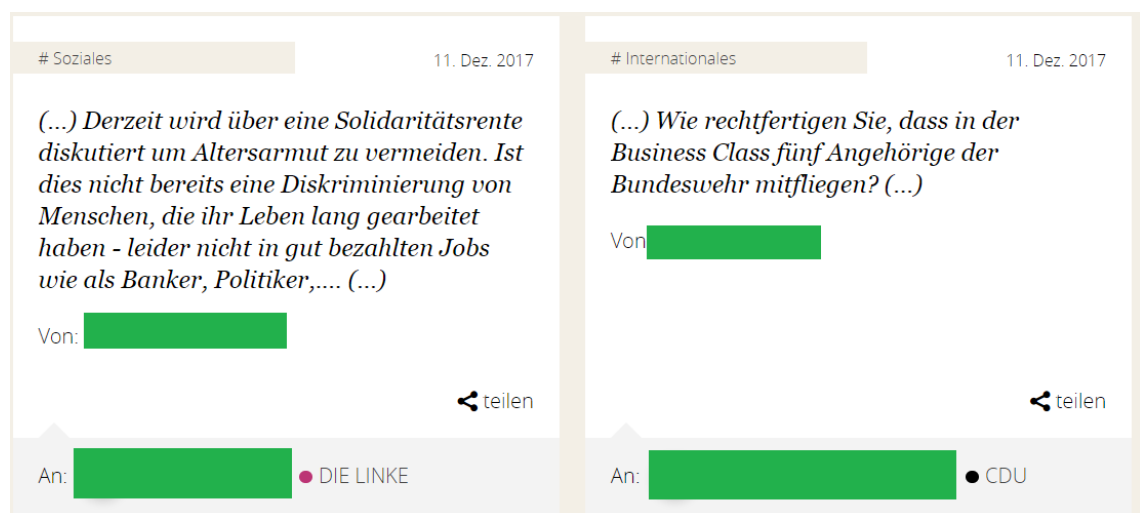 # Soziales
11. Dez. 2017
(...) Derzeit wird über eine Solidaritätsrente
diskutiert um Altersarmut zu vermeiden. Ist
dies nicht bereits eine Diskriminierung von
Menschen, die ihr Leben lang gearbeitet
haben - leider nicht in gut bezahlten Jobs
wie als Banker, Politiker,.... (...)
Von:
teilen
An:
DIE LINKE
# Internationales
11. Dez. 2017
(...) Wie rechtfertigen Sie, dass in der
Business Class fünf Angehörige der
Bundeswehr mitfliegen? (...)
Von
teilen
An:
CDU